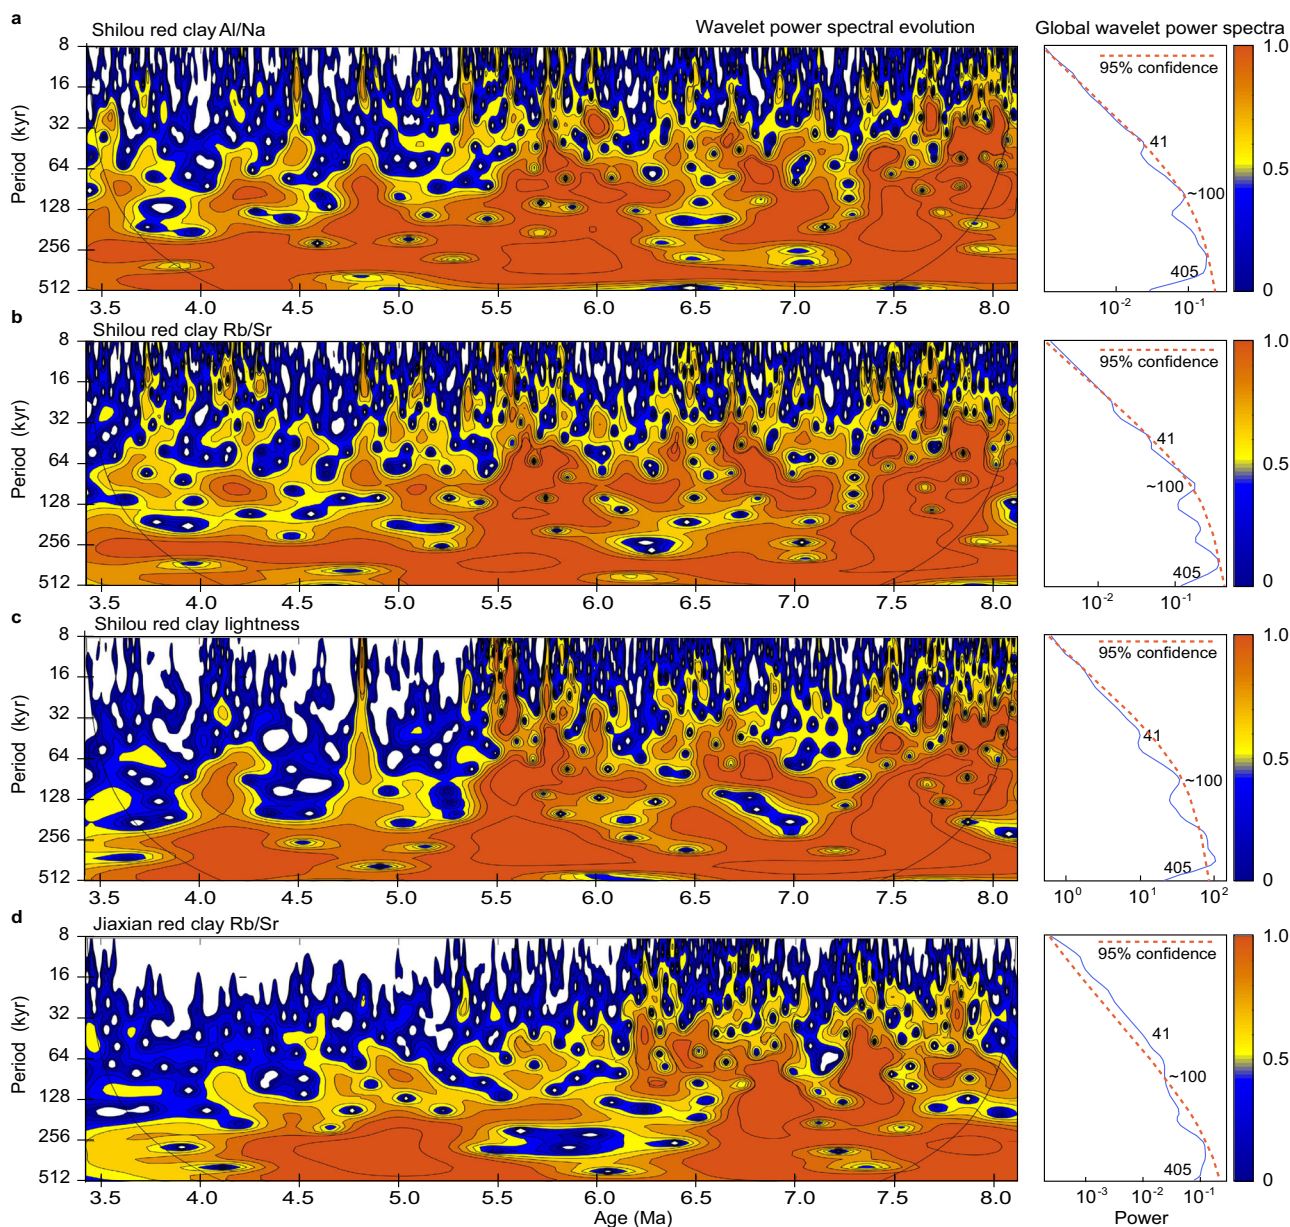 a
Shilou red clay Al/Na
Wavelet power spectral evolution
Global wavelet power spectra
8
16
32
64
128
256
512
Period (kyr)
3.5 4.0 4.5 5.0 5.5 6.0 6.5 7.0 7.5 8.0
95% confidence
41
~100
405
10-2 10-1
1.0
0.5
0
b
Shilou red clay Rb/Sr
8
16
32
64
128
256
512
Period (kyr)
3.5 4.0 4.5 5.0 5.5 6.0 6.5 7.0 7.5 8.0
95% confidence
41
~100
405
10-2 10-1
1.0
0.5
0
c
Shilou red clay lightness
8
16
32
64
128
256
512
Period (kyr)
3.5 4.0 4.5 5.0 5.5 6.0 6.5 7.0 7.5 8.0
95% confidence
41
~100
405
100 101 102
1.0
0.5
0
d
Jiaxian red clay Rb/Sr
8
16
32
64
128
256
512
Period (kyr)
3.5 4.0 4.5 5.0 5.5 6.0 6.5 7.0 7.5 8.0
Age (Ma)
95% confidence
41
~100
405
10-3 10-2 10-1
Power
1.0
0.5
0